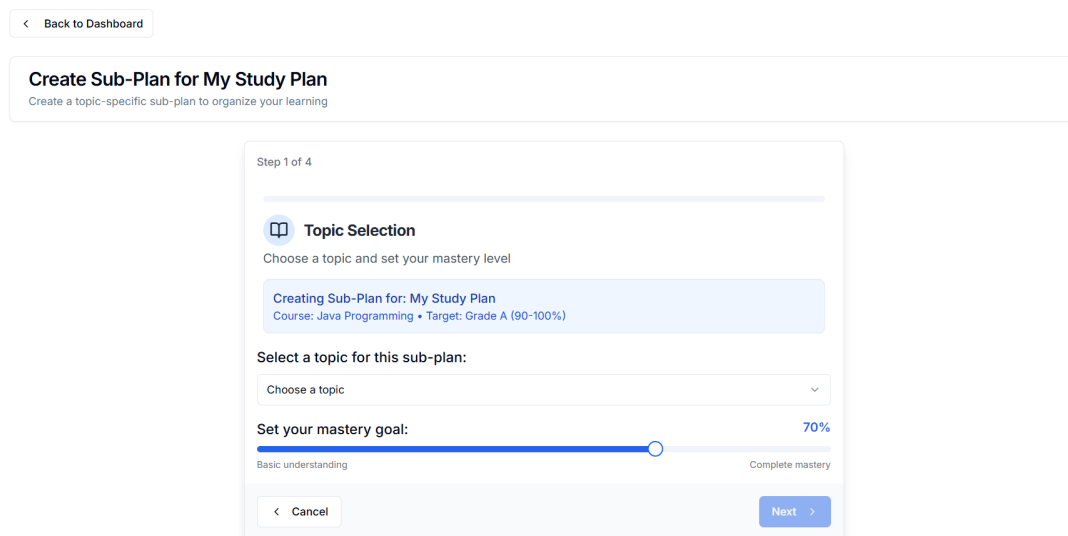 Back to Dashboard
Create Sub-Plan for My Study Plan
Create a topic-specific sub-plan to organize your learning
Step 1 of 4
Topic Selection
Choose a topic and set your mastery level
Creating Sub-Plan for: My Study Plan
Course: Java Programming • Target: Grade A (90-100%)
Select a topic for this sub-plan:
Choose a topic
Set your mastery goal: 70%
Basic understanding Complete mastery
Cancel Next